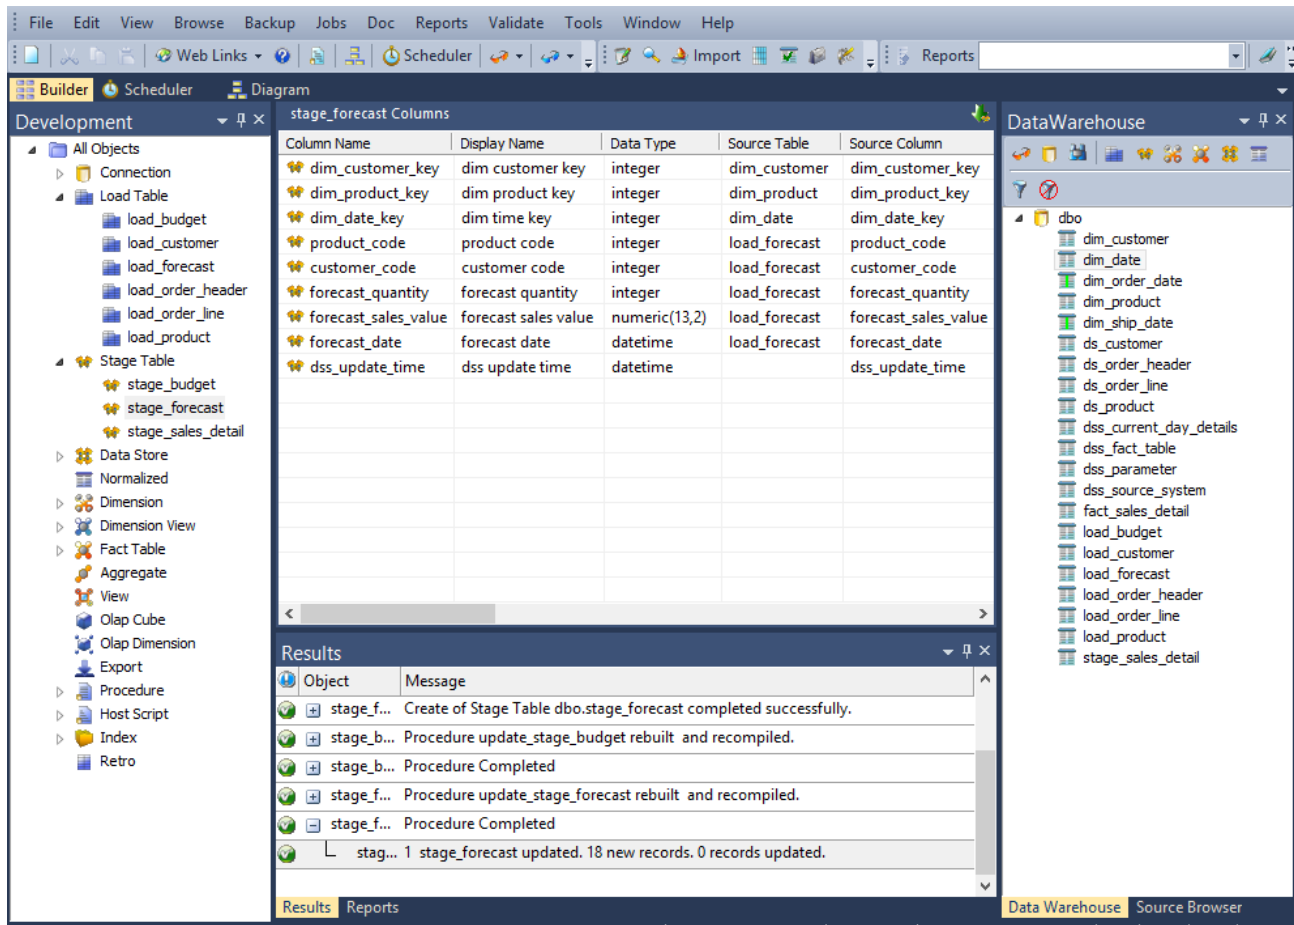 File Edit View Browse Backup Jobs Doc Reports Validate Tools Window Help
Web Links Scheduler Import Reports
Builder Scheduler Diagram
Development
All Objects
Connection
Load Table
load_budget
load_customer
load_forecast
load_order_header
load_order_line
load_product
Stage Table
stage_budget
stage_forecast
stage_sales_detail
Data Store
Normalized
Dimension
Dimension View
Fact Table
Aggregate
View
Olap Cube
Olap Dimension
Export
Procedure
Host Script
Index
Retro
stage_forecast Columns
Column Name Display Name Data Type Source Table Source Column
dim_customer_key dim customer key integer dim_customer dim_customer_key
dim_product_key dim product key integer dim_product dim_product_key
dim_date_key dim time key integer dim_date dim_date_key
product_code product code integer load_forecast product_code
customer_code customer code integer load_forecast customer_code
forecast_quantity forecast quantity integer load_forecast forecast_quantity
forecast_sales_value forecast sales value numeric(13,2) load_forecast forecast_sales_value
forecast_date forecast date datetime load_forecast forecast_date
dss_update_time dss update time datetime dss_update_time
Results
Object Message
stage_f... Create of Stage Table dbo.stage_forecast completed successfully.
stage_b... Procedure update_stage_budget rebuilt and recompiled.
stage_b... Procedure Completed
stage_f... Procedure update_stage_forecast rebuilt and recompiled.
stage_f... Procedure Completed
stag... 1 stage_forecast updated. 18 new records. 0 records updated.
Results Reports
DataWarehouse
dbo
dim_customer
dim_date
dim_order_date
dim_product
dim_ship_date
ds_customer
ds_order_header
ds_order_line
ds_product
dss_current_day_details
dss_fact_table
dss_parameter
dss_source_system
fact_sales_detail
load_budget
load_customer
load_forecast
load_order_header
load_order_line
load_product
stage_sales_detail
Data Warehouse Source Browser